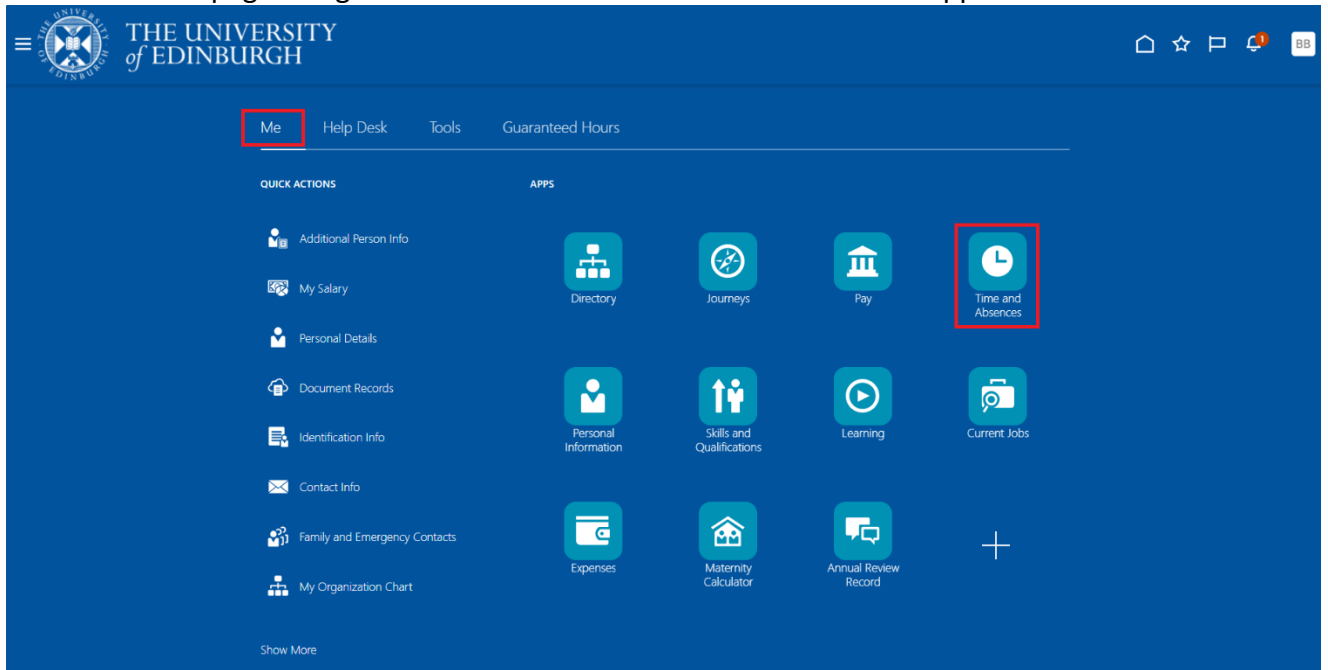 THE UNIVERSITY
of EDINBURGH
1
BB
Me
Help Desk
Tools
Guaranteed Hours
QUICK ACTIONS
APPS
Additional Person Info
My Salary
Personal Details
Document Records
Identification Info
Contact Info
Family and Emergency Contacts
My Organization Chart
Show More
Directory
Journeys
Pay
Time and
Absences
Personal
Information
Skills and
Qualifications
Learning
Current Jobs
Expenses
Maternity
Calculator
Annual Review
Record